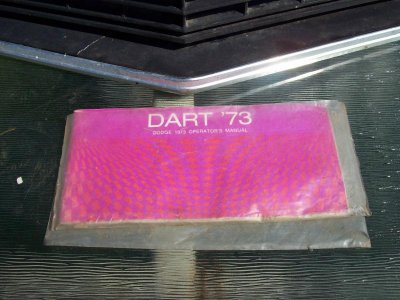 DART '73
DODGE 1973 OPERATOR'S MANUAL